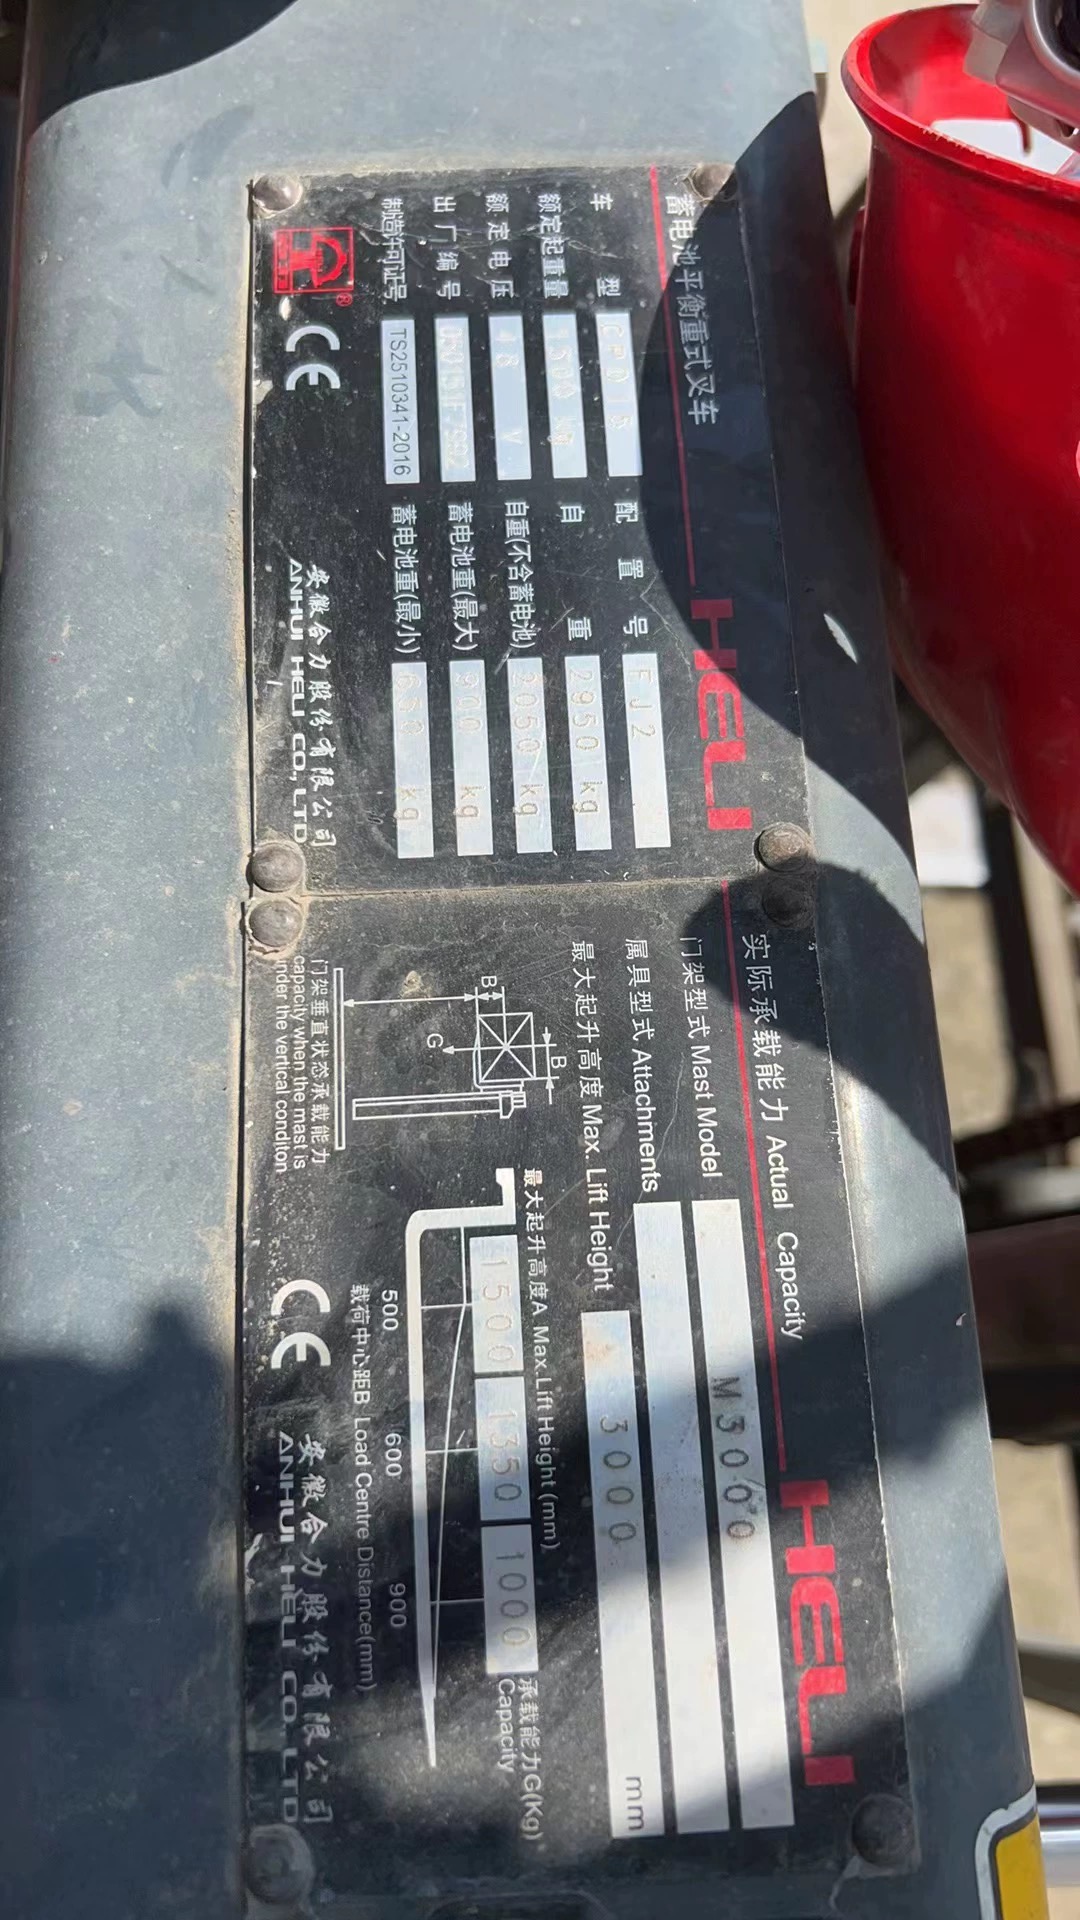 蓄电池平衡重式叉车
HELI
车型 CPD15 配置号 EJ2
额定起重量 1500 kg 自重 2950 kg
额定电压 48 V 自重(不含蓄电池) 2050 kg
出厂编号 蓄电池重(最大) 900 kg
制造许可证号 TS2510341-2016 蓄电池重(最小) kg
CE
安徽合力股份有限公司
ANHUI HELI CO., LTD
实际承载能力 Actual Capacity
HELI
门架型式 Mast Model M3000
属具型式 Attachments
最大起升高度 Max. Lift Height 3000 mm
最大起升高度A Max.Lift Height (mm)
B
B
G
1500 1350 1000
承载能力G(Kg)
Capacity
500 600 900
载荷中心距B Load Centre Distance(mm)
门架垂直状态承载能力
capacity when the mast is
under the vertical conditon
CE
安徽合力股份有限公司
ANHUI HELI CO., LTD